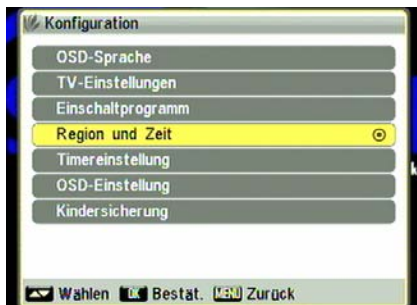 Konfiguration
OSD-Sprache
TV-Einstellungen
Einschaltprogramm
Region und Zeit
Timereinstellung
OSD-Einstellung
Kindersicherung
Wählen OK Bestät. MENU Zurück